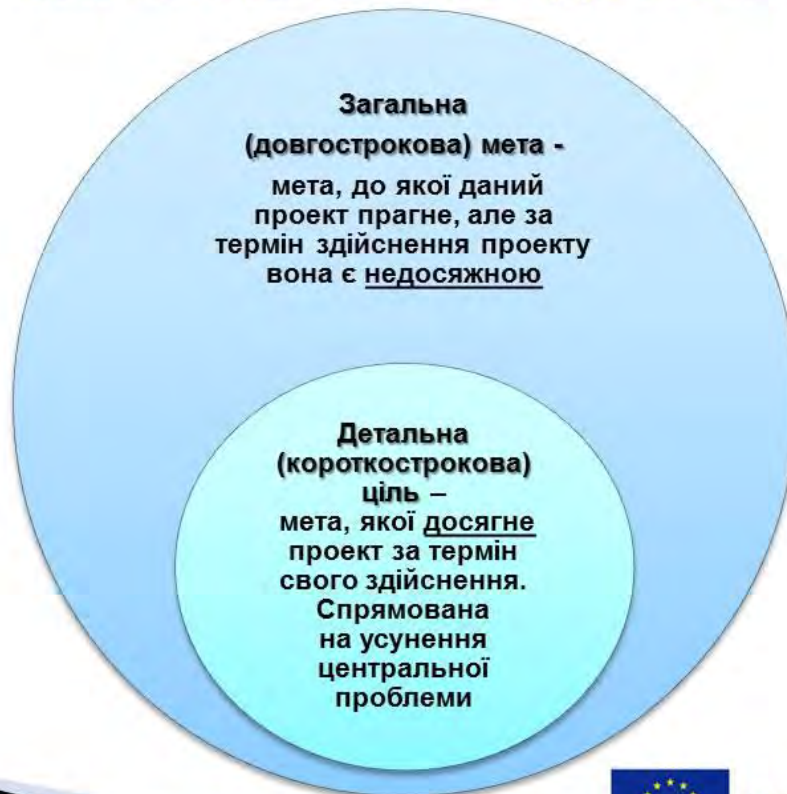 Загальна
(довгострокова) мета -
мета, до якої даний
проект прагне, але за
термін здійснення проекту
вона є недосяжною
Детальна
(короткострокова)
ціль –
мета, якої досягне
проект за термін
свого здійснення.
Спрямована
на усунення
центральної
проблеми